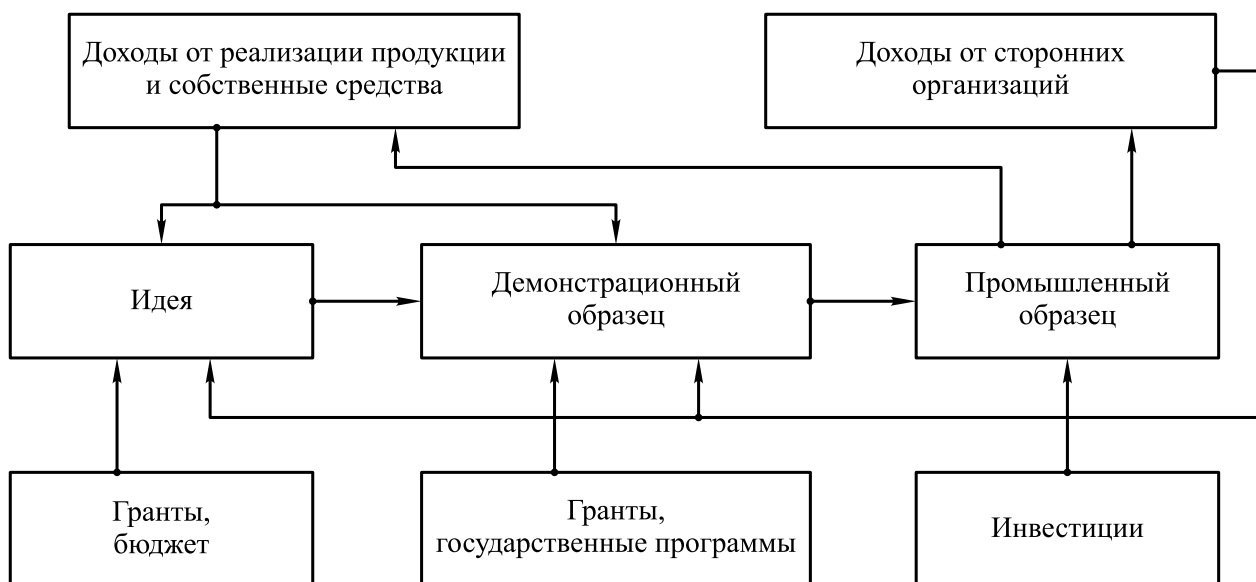 Доходы от реализации продукции
и собственные средства
Доходы от сторонних
организаций
Идея
Демонстрационный
образец
Промышленный
образец
Гранты,
бюджет
Гранты,
государственные программы
Инвестиции